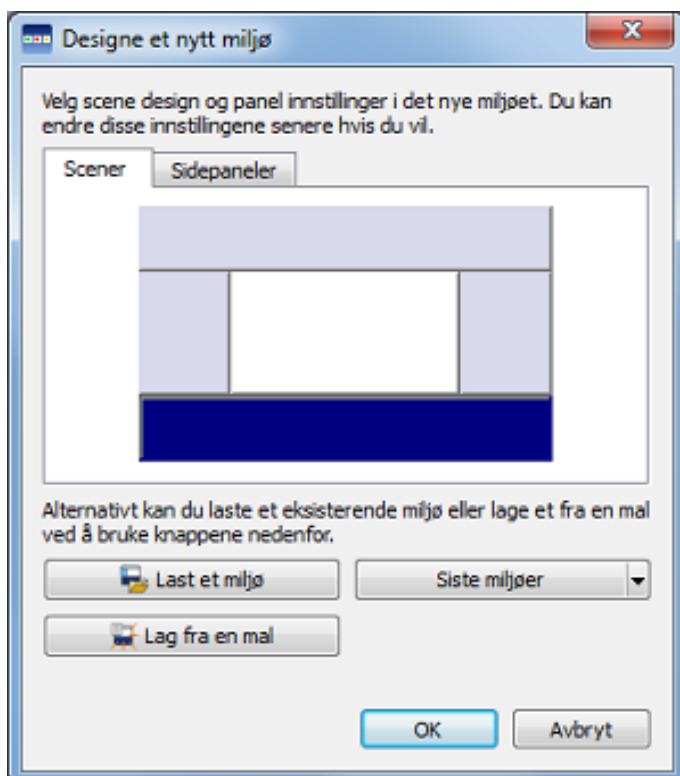 Designe et nytt miljø
Velg scene design og panel innstillinger i det nye miljøet. Du kan
endre disse innstillingene senere hvis du vil.
Scener
Sidepaneler
Alternativt kan du laste et eksisterende miljø eller lage et fra en mal
ved å bruke knappene nedenfor.
Last et miljø
Siste miljøer
Lag fra en mal
OK
Avbryt